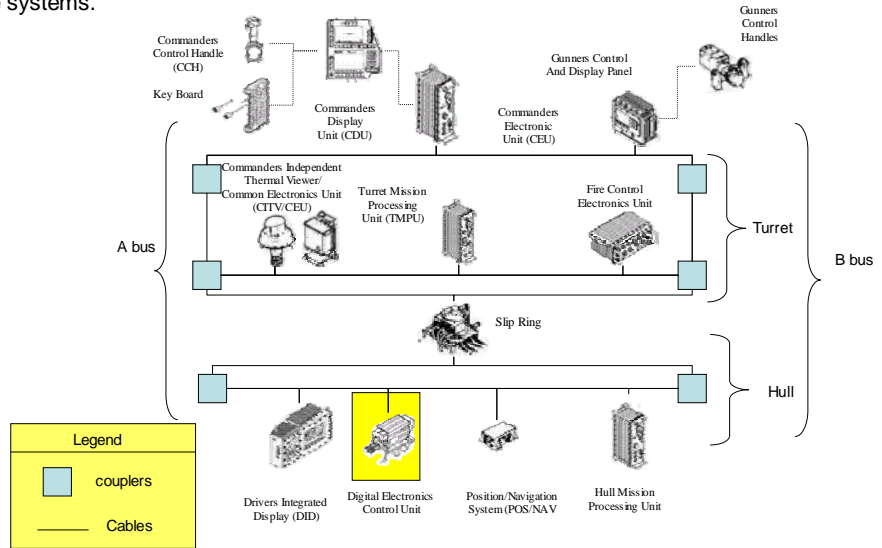 e systems.
Commanders
Control Handle
(CCH)
Key Board
Commanders
Display
Unit (CDU)
Commanders
Electronic
Unit (CEU)
Gunners Control
And Display Panel
Gunners
Control
Handles
Commanders Independent
Thermal Viewer/
Common Electronics Unit
(CITV/CEU)
Turret Mission
Processing
Unit (TMPU)
Fire Control
Electronics Unit
Turret
A bus
B bus
Slip Ring
Hull
Drivers Integrated
Display (DID)
Digital Electronics
Control Unit
Position/Navigation
System (POS/NAV
Hull Mission
Processing Unit
Legend
couplers
Cables